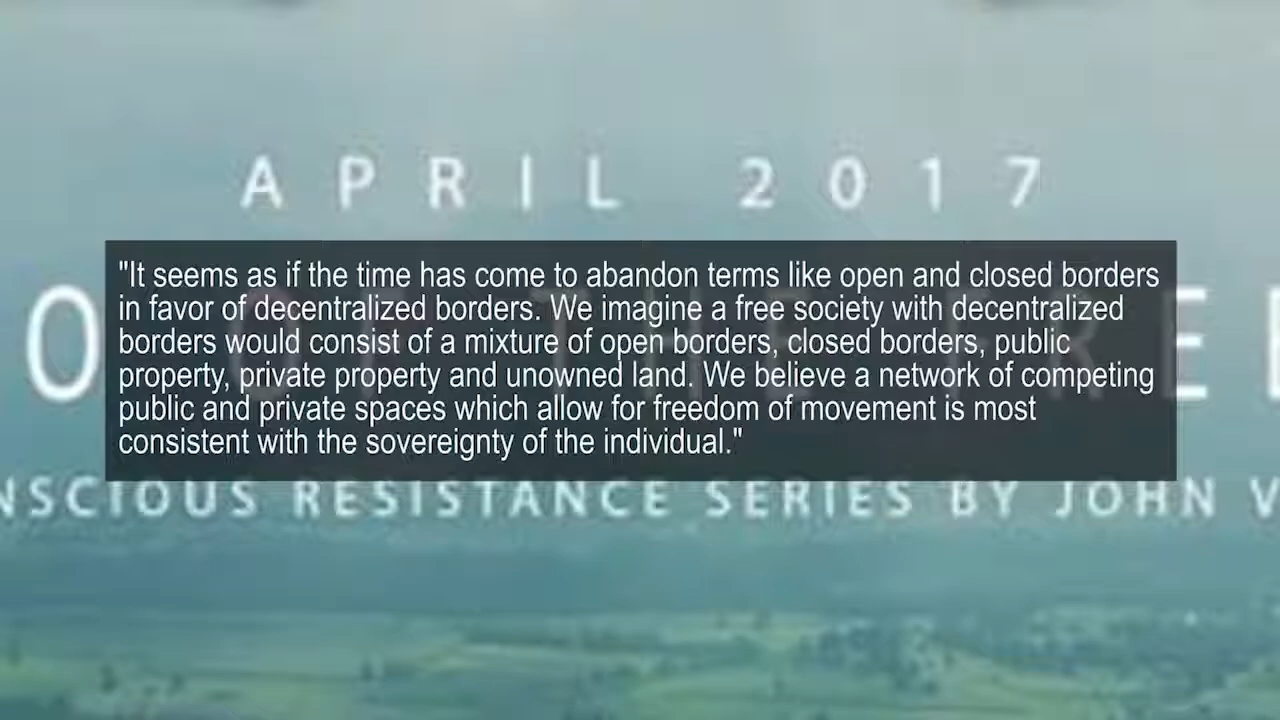 APRIL 2017
"It seems as if the time has come to abandon terms like open and closed borders
in favor of decentralized borders. We imagine a free society with decentralized
borders would consist of a mixture of open borders, closed borders, public
property, private property and unowned land. We believe a network of competing
public and private spaces which allow for freedom of movement is most
consistent with the sovereignty of the individual."
NSCIOUS RESISTANCE SERIES BY JOHN V